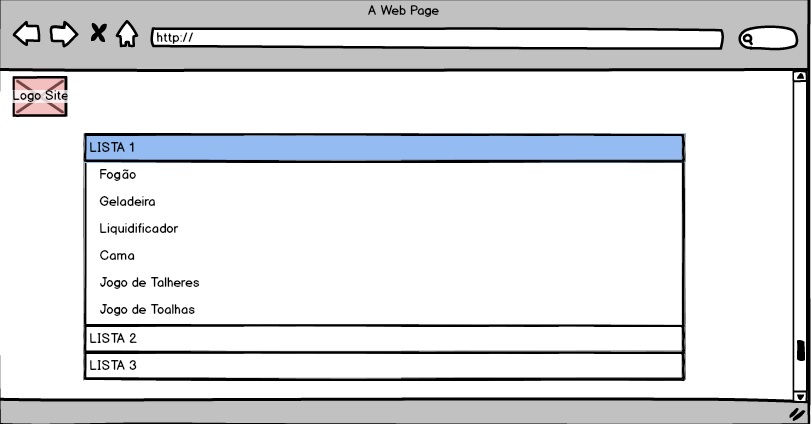 A Web Page
http://
Logo Site
LISTA 1
Fogão
Geladeira
Liquidificador
Cama
Jogo de Talheres
Jogo de Toalhas
LISTA 2
LISTA 3